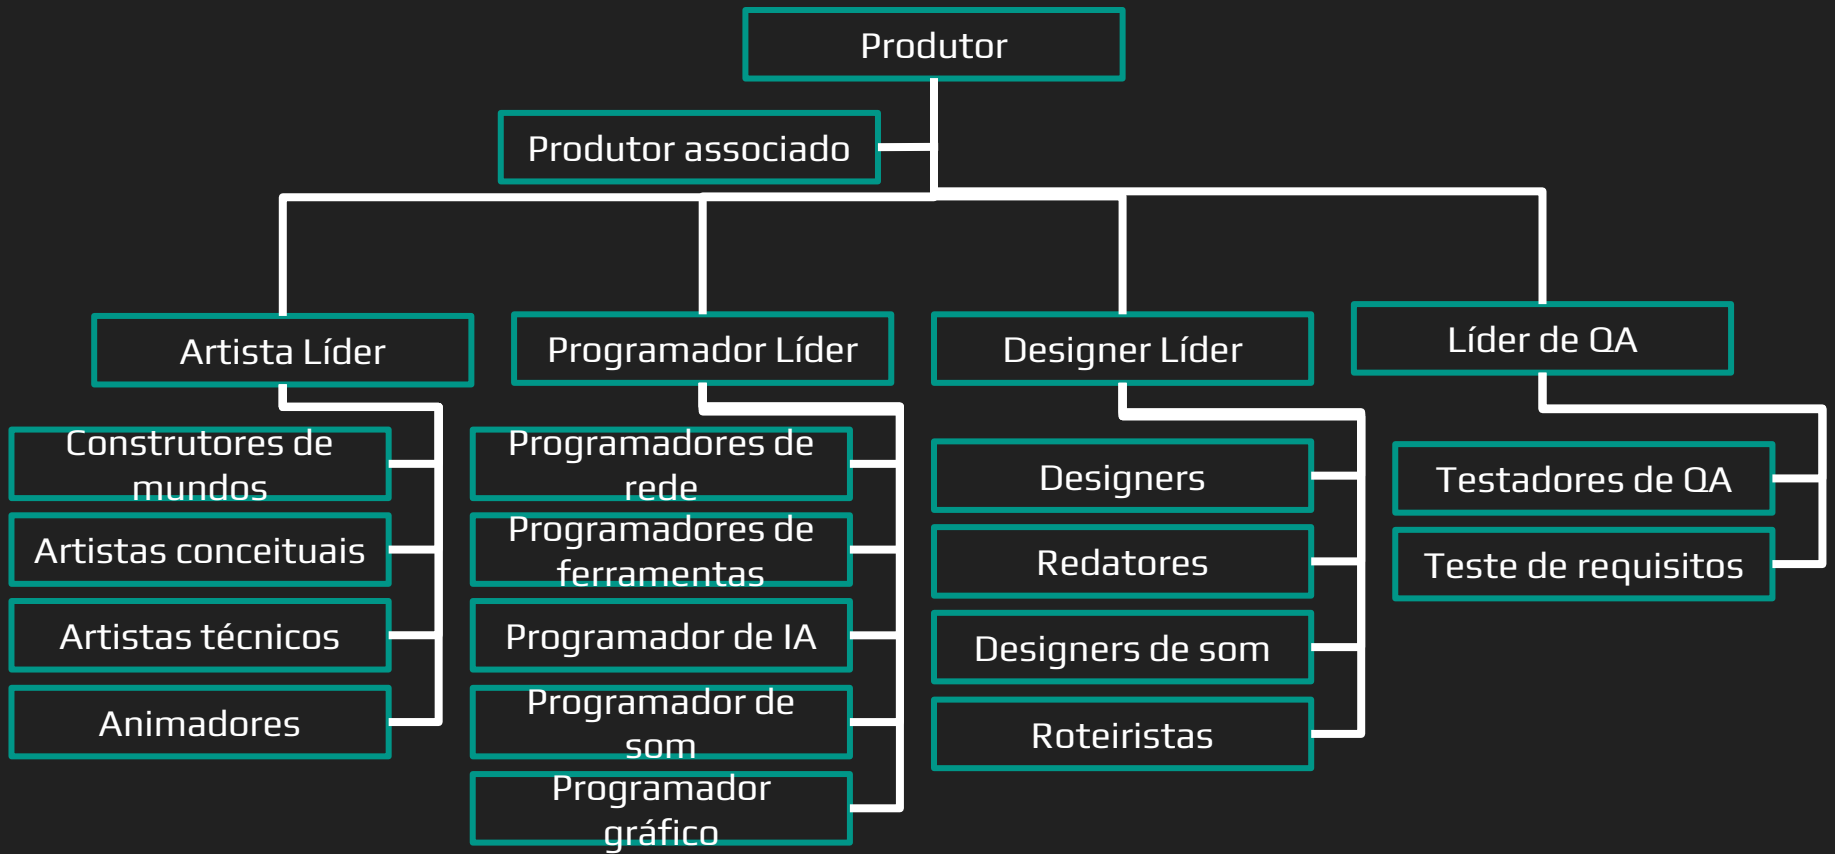 Produtor
Produtor associado
Artista Líder
Construtores de
mundos
Artistas conceituais
Artistas técnicos
Animadores
Programador Líder
Programadores de
rede
Programadores de
ferramentas
Programador de IA
Programador de
som
Programador
gráfico
Designer Líder
Designers
Redatores
Designers de som
Roteiristas
Líder de QA
Testadores de QA
Teste de requisitos